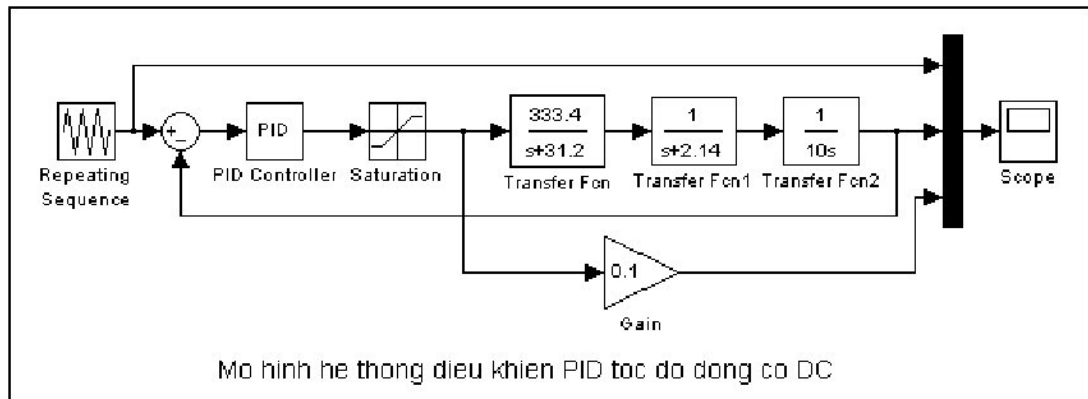 Repeating
Sequence
+
−
PID
PID Controller
Saturation
333.4
s+31.2
Transfer Fcn
1
s+2.14
Transfer Fcn1
1
10s
Transfer Fcn2
Scope
0.1
Gain
Mo hinh he thong dieu khien PID toc do dong co DC